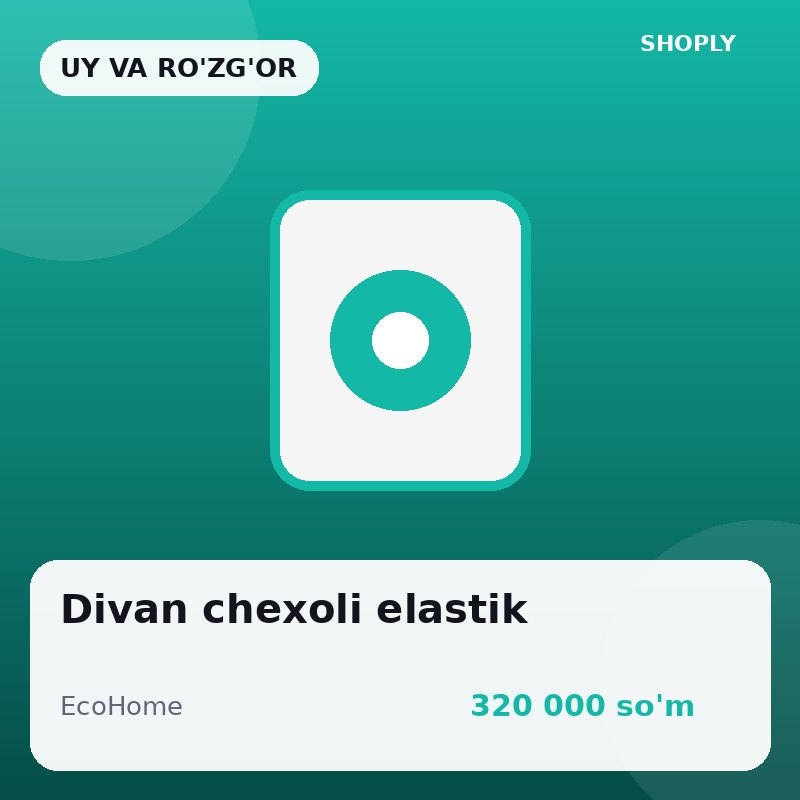 UY VA RO'ZG'OR
SHOPLY
Divan chexoli elastik
EcoHome
320 000 so'm